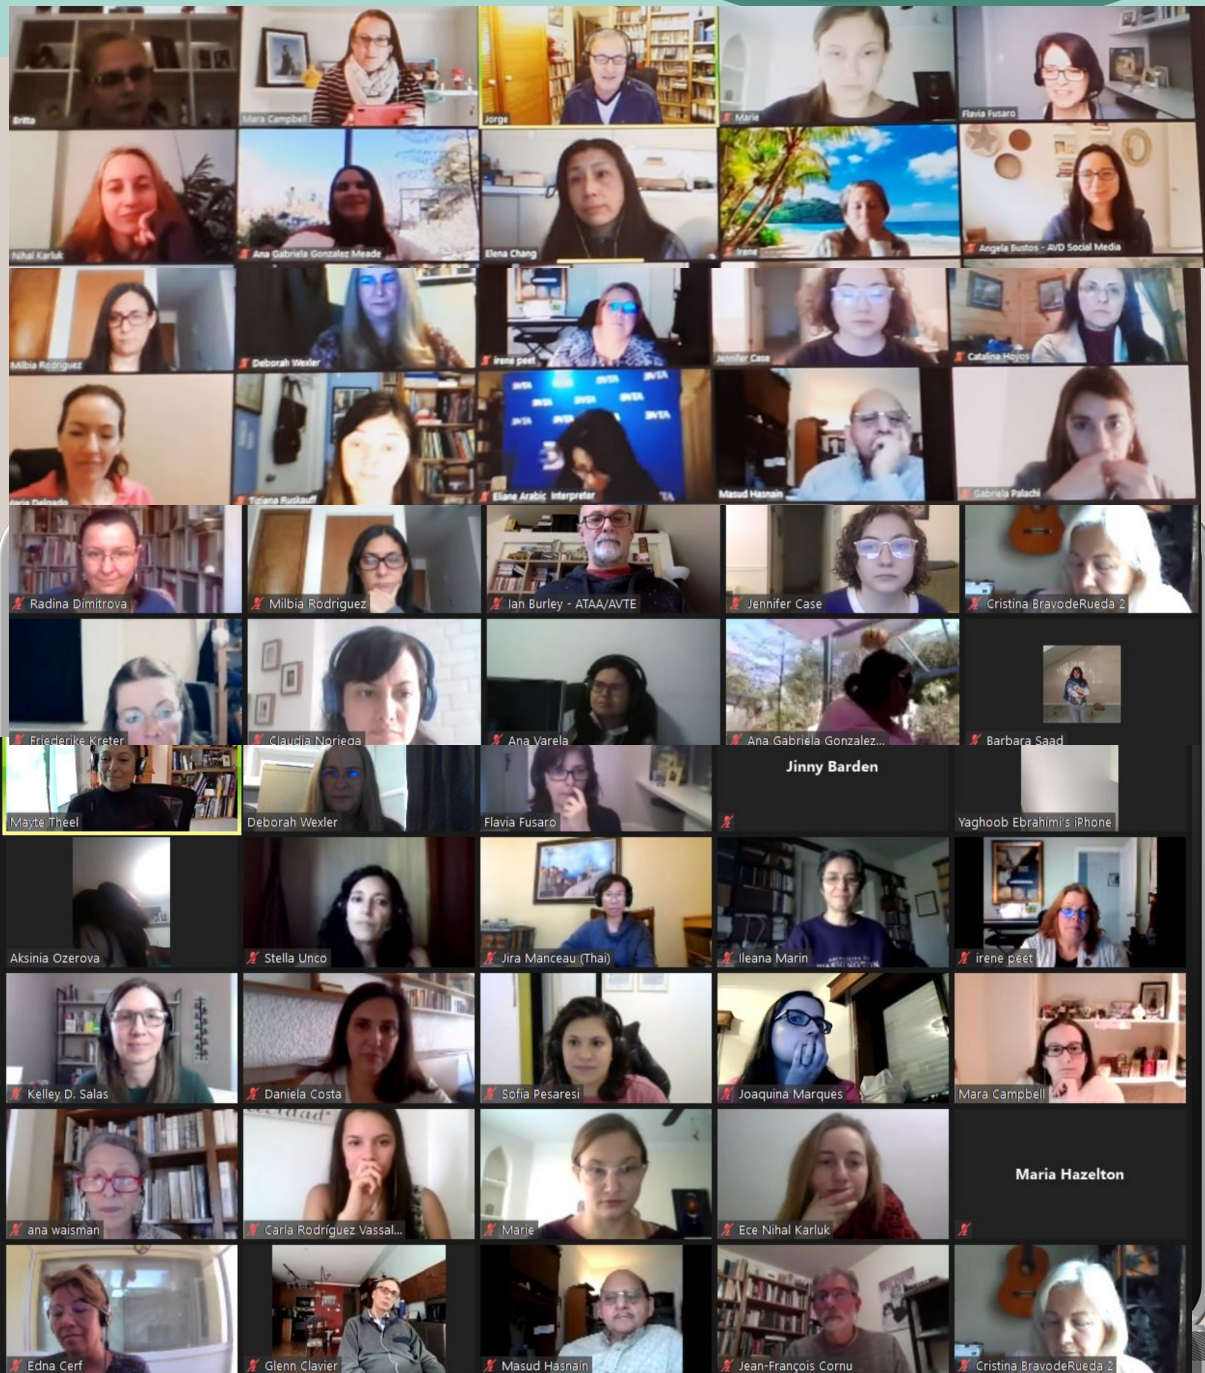 Britta
Mara Campbell
Jorge
Marie
Flavia Fusaro
Nihal Karluk
Ana Gabriela Gonzalez Meade
Elena Chang
Irene
Angela Bustos - AVD Social Media
Milbia Rodriguez
Deborah Wexler
irene peet
Jennifer Case
Catalina Hoyos
Maria Delgado
Tiziana Ruskauff
Eliane Arabic Interpreter
Masud Hasnain
Gabriela Palachi
Radina Dimitrova
Milbia Rodriguez
Ian Burley - ATAA/AVTE
Jennifer Case
Cristina BravodeRueda 2
Friederike Kreter
Claudia Noriega
Ana Varela
Ana Gabriela Gonzalez...
Barbara Saad
Mayte Theel
Deborah Wexler
Flavia Fusaro
Jinny Barden
Yaghoob Ebrahimi's iPhone
Aksinia Ozerova
Stella Unco
Jira Manceau (Thai)
Ileana Marin
irene peet
Kelley D. Salas
Daniela Costa
Sofia Pesaresi
Joaquina Marques
Mara Campbell
ana waisman
Carla Rodríguez Vassal...
Marie
Ece Nihal Karluk
Maria Hazelton
Edna Cerf
Glenn Clavier
Masud Hasnain
Jean-François Cornu
Cristina BravodeRueda 2